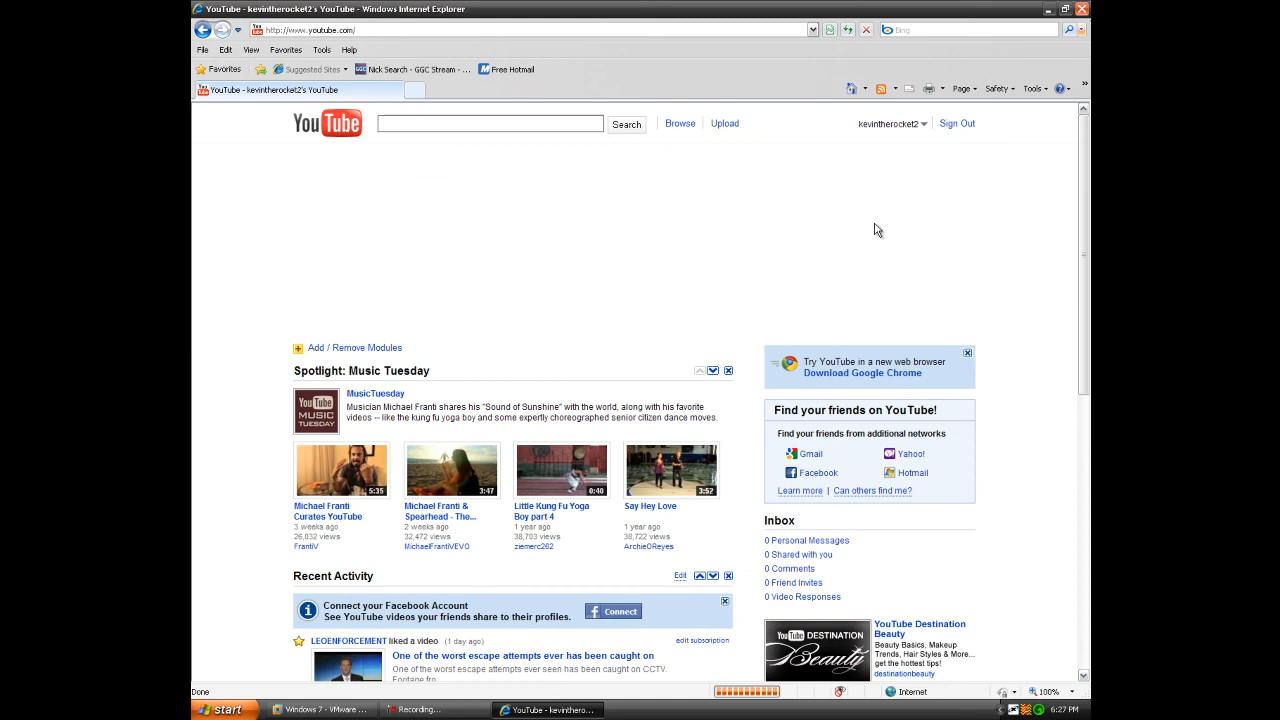 YouTube - kevintherocket2's YouTube - Windows Internet Explorer
http://www.youtube.com/
Bing
File Edit View Favorites Tools Help
Favorites Suggested Sites Nick Search - GGC Stream - ... Free Hotmail
YouTube - kevintherocket2's YouTube
Page Safety Tools
YouTube Search Browse Upload kevintherocket2 Sign Out
Add / Remove Modules
Spotlight: Music Tuesday
YouTube MUSIC TUESDAY
MusicTuesday
Musician Michael Franti shares his "Sound of Sunshine" with the world, along with his favorite
videos -- like the kung fu yoga boy and some expertly choreographed senior citizen dance moves.
5:35 3:47 0:40 3:52
Michael Franti Curates YouTube
3 weeks ago
26,032 views
FrantiV
Michael Franti & Spearhead - The...
2 weeks ago
32,472 views
MichaelFrantiVEVO
Little Kung Fu Yoga Boy part 4
1 year ago
38,703 views
ziemerc262
Say Hey Love
1 year ago
38,722 views
ArchieOReyes
Recent Activity Edit
Connect your Facebook Account
See YouTube videos your friends share to their profiles.
Connect
LEOENFORCEMENT liked a video (1 day ago) edit subscription
One of the worst escape attempts ever has been caught on
One of the worst escape attempts ever seen has been caught on CCTV.
Footage fro
Try YouTube in a new web browser
Download Google Chrome
Find your friends on YouTube!
Find your friends from additional networks
Gmail Yahoo!
Facebook Hotmail
Learn more | Can others find me?
Inbox
0 Personal Messages
0 Shared with you
0 Comments
0 Friend Invites
0 Video Responses
YouTube DESTINATION
Beauty
YouTube Destination
Beauty
Beauty Basics, Makeup
Trends, Hair Styles & More...
get the hottest tips!
destinationbeauty
Done Internet 100%
start Windows 7 - VMware ... Recording... YouTube - kevinthero... 6:27 PM